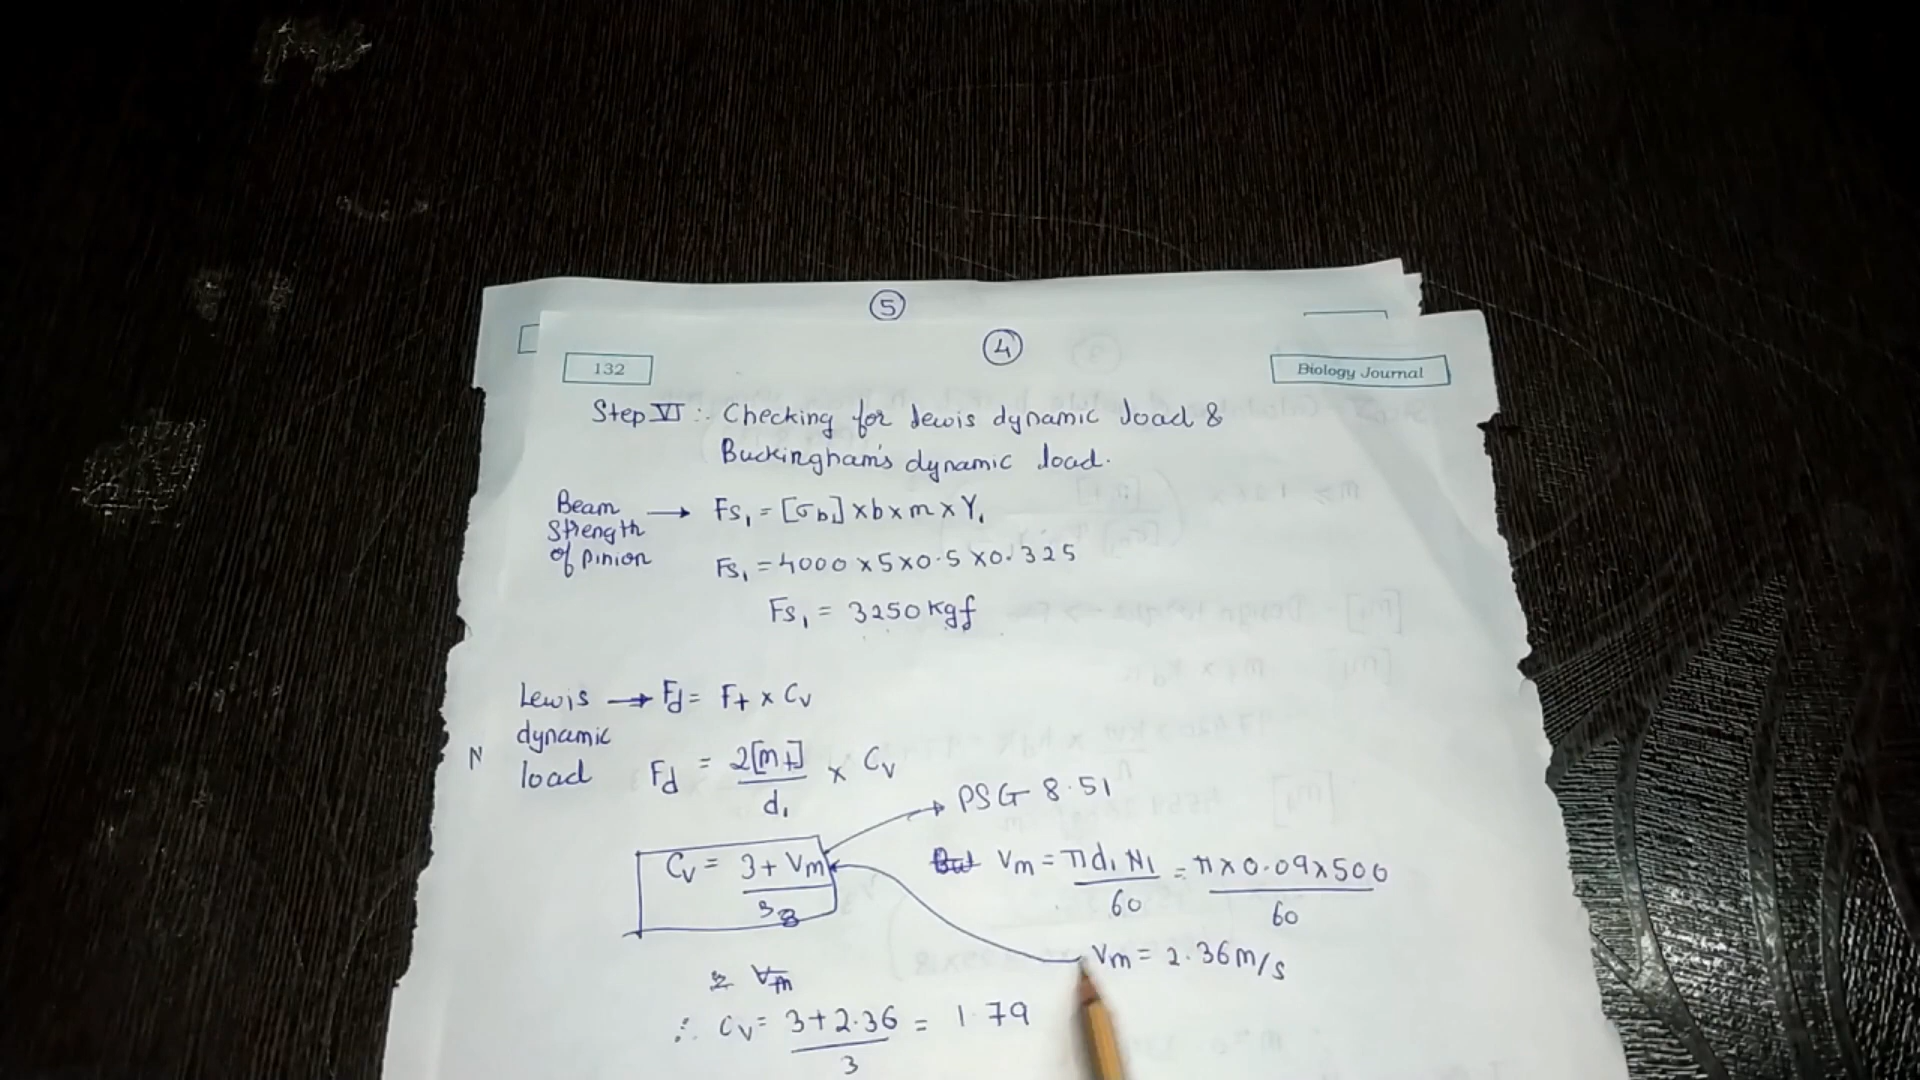 5
4
132
Biology Journal
Step VI :- Checking for Lewis dynamic load &
Buckingham's dynamic load.
Beam Strength of pinion → Fs₁ = [σb₁] x b x m x Y₁
Fs₁ = 4000 x 5 x 0.5 x 0.325
Fs₁ = 3250 kgf
Lewis dynamic load → Fd = Ft x Cv
N
Fd = 2[mt] / d₁ x Cv
→ PSG 8.51
Cv = 3 + Vm / 3
Vm = πd₁N₁ / 60 = π x 0.09 x 500 / 60
Vm = 2.36 m/s
∴ Cv = 3 + 2.36 / 3 = 1.79